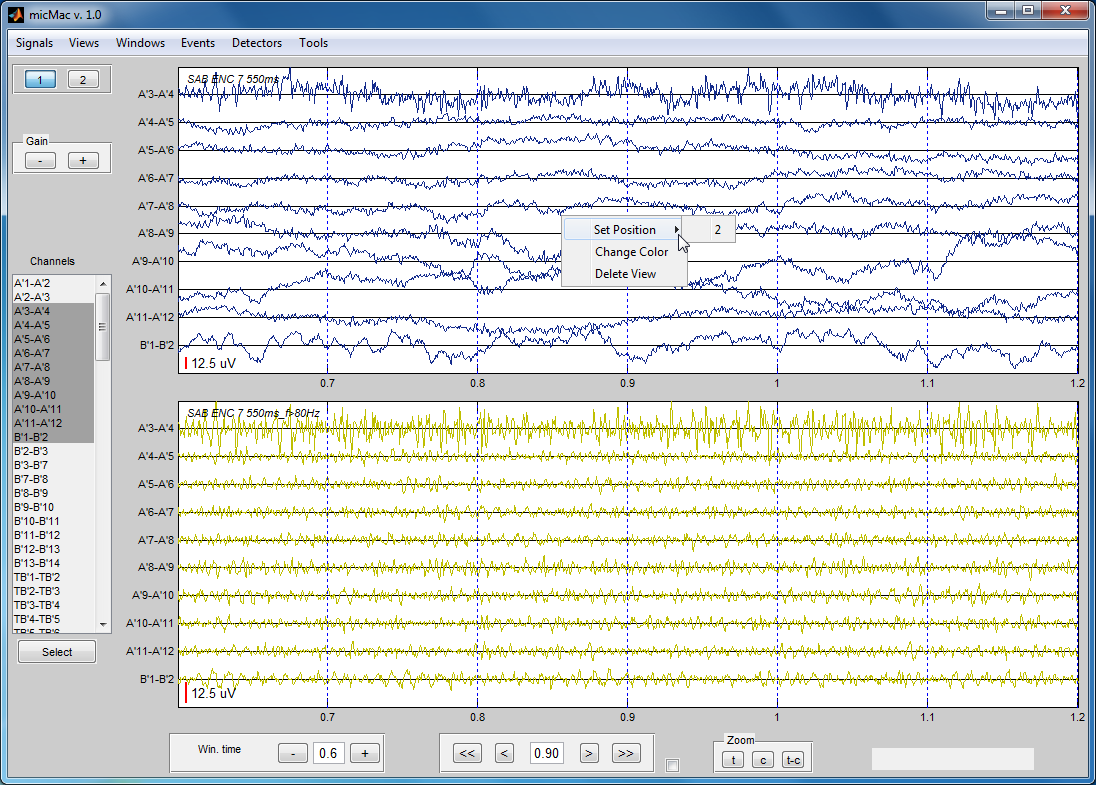 micMac v. 1.0
Signals Views Windows Events Detectors Tools
1 2
Gain
- +
Channels
A'1-A'2
A'2-A'3
A'3-A'4
A'4-A'5
A'5-A'6
A'6-A'7
A'7-A'8
A'8-A'9
A'9-A'10
A'10-A'11
A'11-A'12
B'1-B'2
B'2-B'3
B'3-B'7
B'7-B'8
B'8-B'9
B'9-B'10
B'10-B'11
B'11-B'12
B'12-B'13
B'13-B'14
TB'1-TB'2
TB'2-TB'3
TB'3-TB'4
TB'4-TB'5
TB'5-TB'6
Select
SAB ENC 7 550ms
A'3-A'4
A'4-A'5
A'5-A'6
A'6-A'7
A'7-A'8
A'8-A'9
A'9-A'10
A'10-A'11
A'11-A'12
B'1-B'2
12.5 uV
0.7 0.8 0.9 1 1.1 1.2
Set Position 2
Change Color
Delete View
SAB ENC 7 550ms_f>80Hz
A'3-A'4
A'4-A'5
A'5-A'6
A'6-A'7
A'7-A'8
A'8-A'9
A'9-A'10
A'10-A'11
A'11-A'12
B'1-B'2
12.5 uV
0.7 0.8 0.9 1 1.1 1.2
Win. time - 0.6 +
<< < 0.90 > >>
Zoom
t c t-c